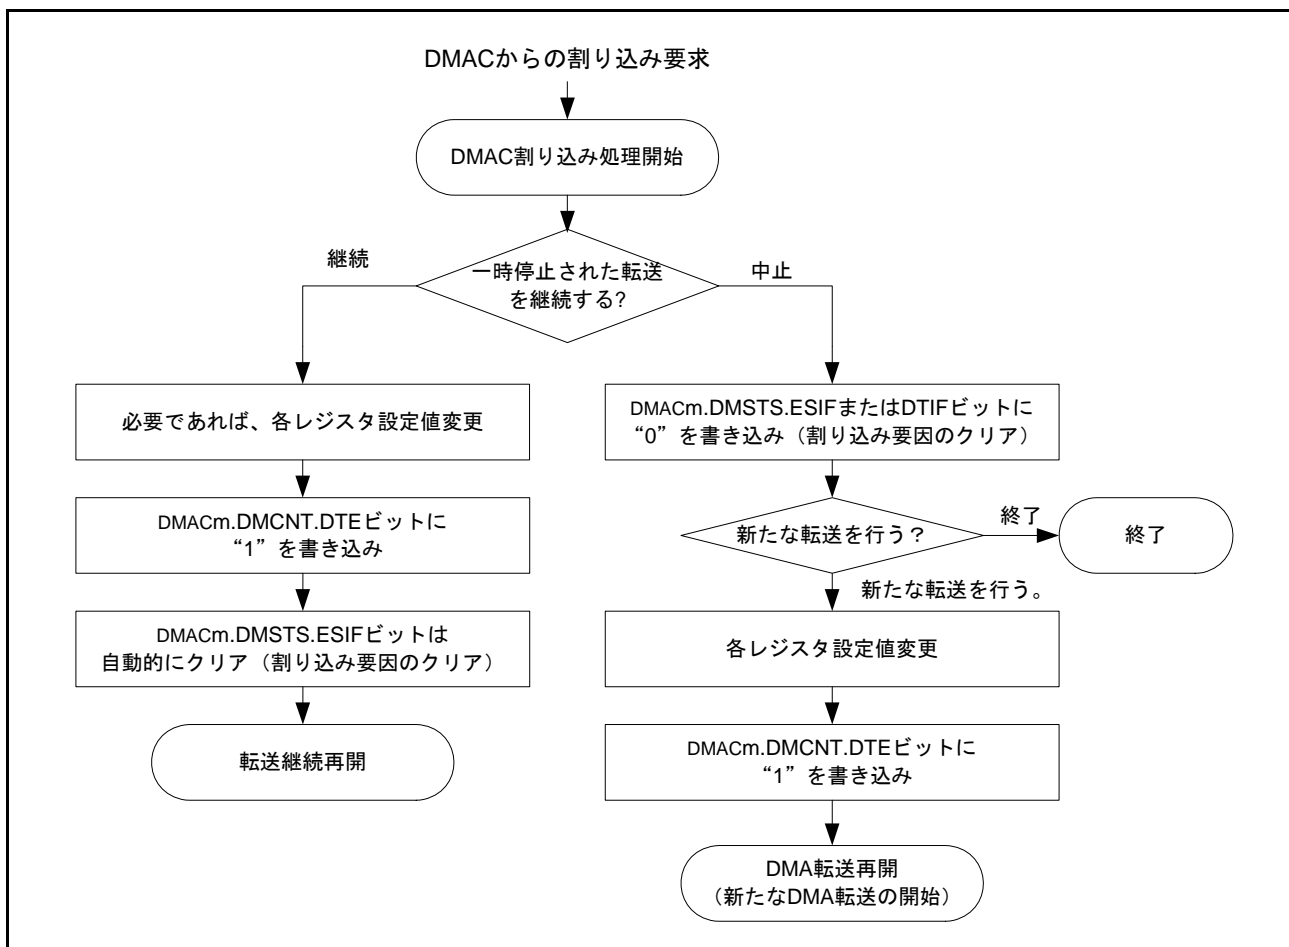 DMACからの割り込み要求
DMAC割り込み処理開始
一時停止された転送
を継続する?
継続
中止
必要であれば、各レジスタ設定値変更
DMACm.DMCNT.DTEビットに
“1”を書き込み
DMACm.DMSTS.ESIFビットは
自動的にクリア（割り込み要因のクリア）
転送継続再開
DMACm.DMSTS.ESIFまたはDTIFビットに
“0”を書き込み（割り込み要因のクリア）
新たな転送を行う？
終了
終了
新たな転送を行う。
各レジスタ設定値変更
DMACm.DMCNT.DTEビットに
“1”を書き込み
DMA転送再開
（新たなDMA転送の開始）